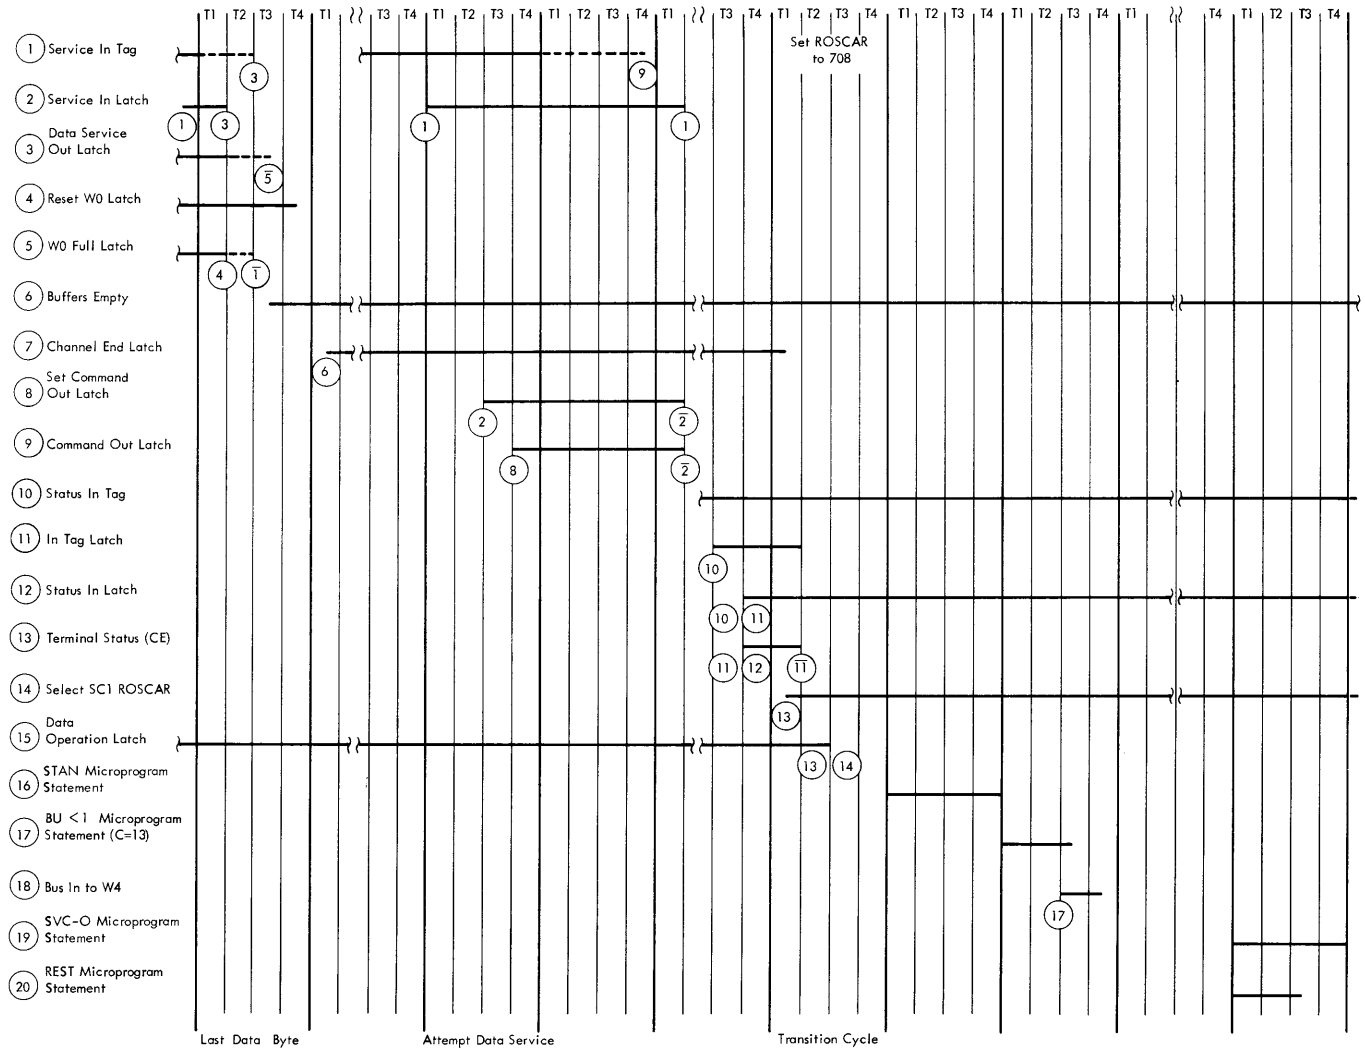 T1 T2 T3 T4 T1 T3 T4 T1 T2 T3 T4 T1 T2 T3 T4 T1 T3 T4 T1 T2 T3 T4 T1 T2 T3 T4 T1 T2 T3 T4 T1 T4 T1 T2 T3 T4
Set ROSCAR
to 708
1 Service In Tag
3
9
2 Service In Latch
1 3 1 1
3 Data Service
Out Latch
5̅
4 Reset W0 Latch
5 W0 Full Latch
4 1̅
6 Buffers Empty
7 Channel End Latch
6
8 Set Command
Out Latch
2 2̅
9 Command Out Latch
8 2̅
10 Status In Tag
11 In Tag Latch
10
12 Status In Latch
10 11
13 Terminal Status (CE)
11 12 1̅1̅
14 Select SC1 ROSCAR
13
15 Data
Operation Latch
13 14
16 STAN Microprogram
Statement
17 BU <1 Microprogram
Statement (C=13)
18 Bus In to W4
17
19 SVC-O Microprogram
Statement
20 REST Microprogram
Statement
Last Data Byte Attempt Data Service Transition Cycle